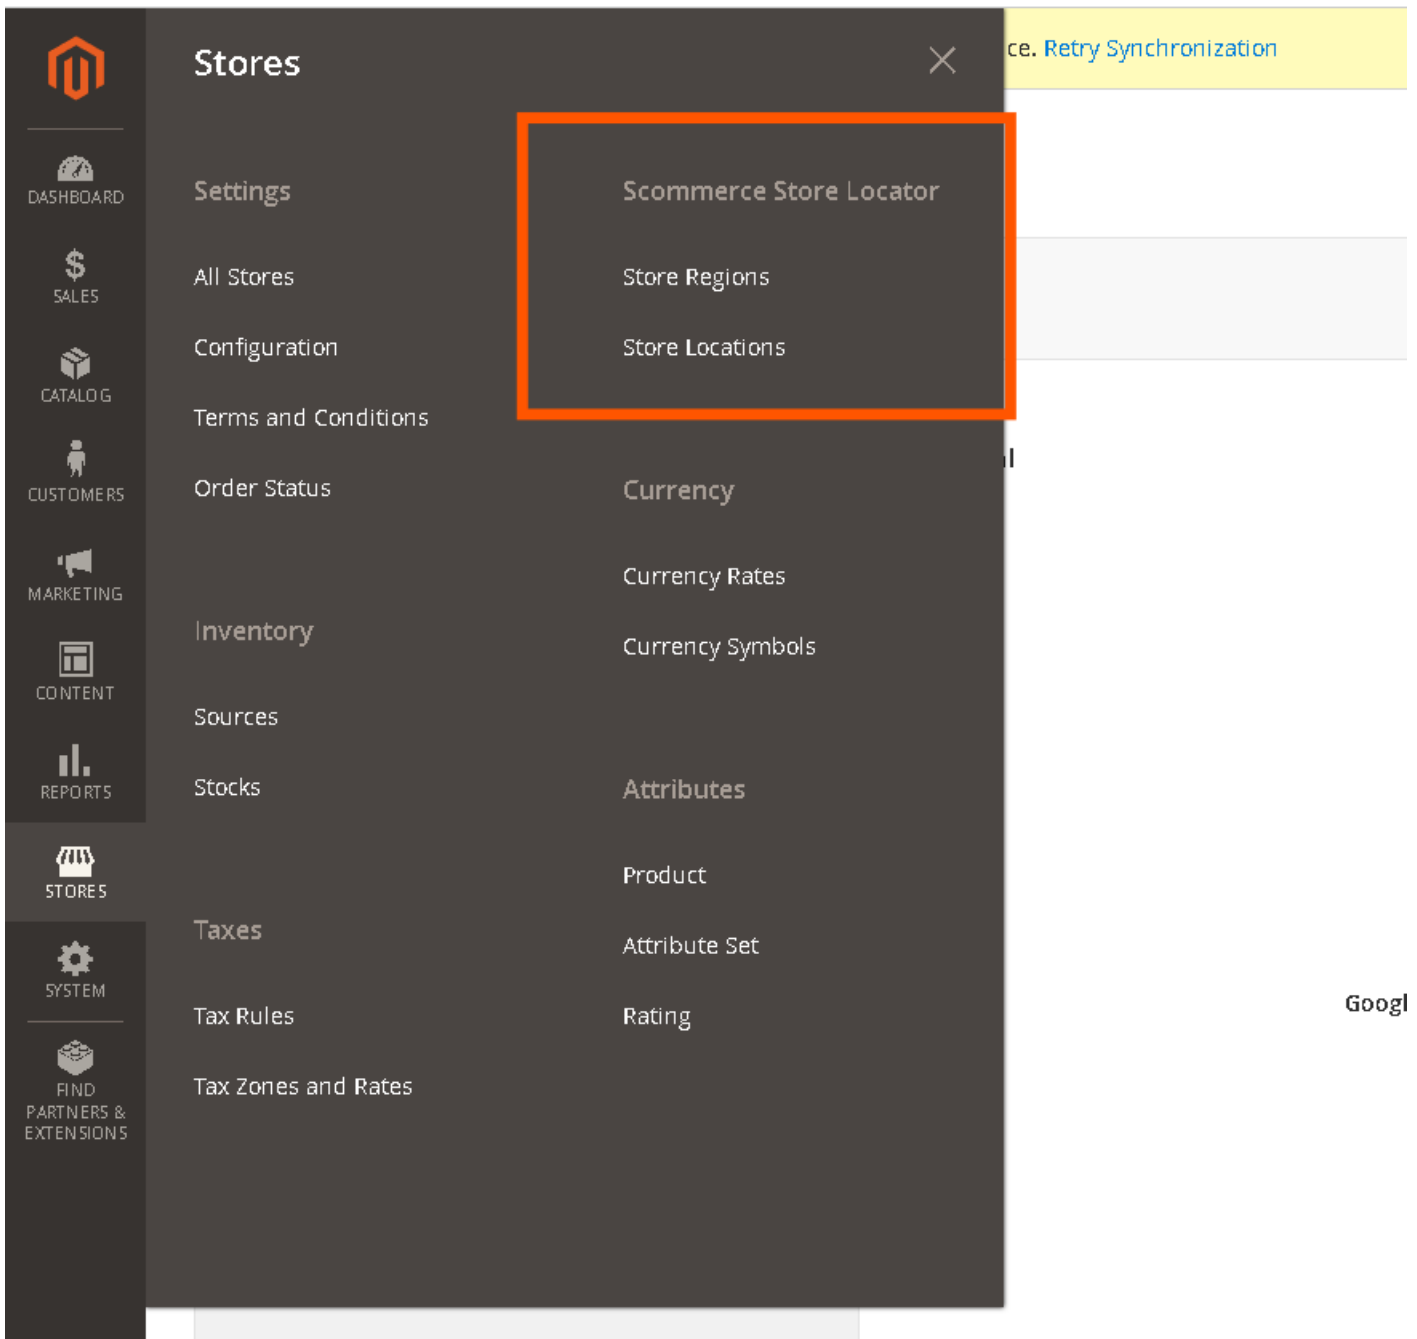 ce. Retry Synchronization
DASHBOARD
SALES
CATALOG
CUSTOMERS
MARKETING
CONTENT
REPORTS
STORES
SYSTEM
FIND
PARTNERS &
EXTENSIONS
Stores
Settings
All Stores
Configuration
Terms and Conditions
Order Status
Inventory
Sources
Stocks
Taxes
Tax Rules
Tax Zones and Rates
Scommerce Store Locator
Store Regions
Store Locations
Currency
Currency Rates
Currency Symbols
Attributes
Product
Attribute Set
Rating
Googl